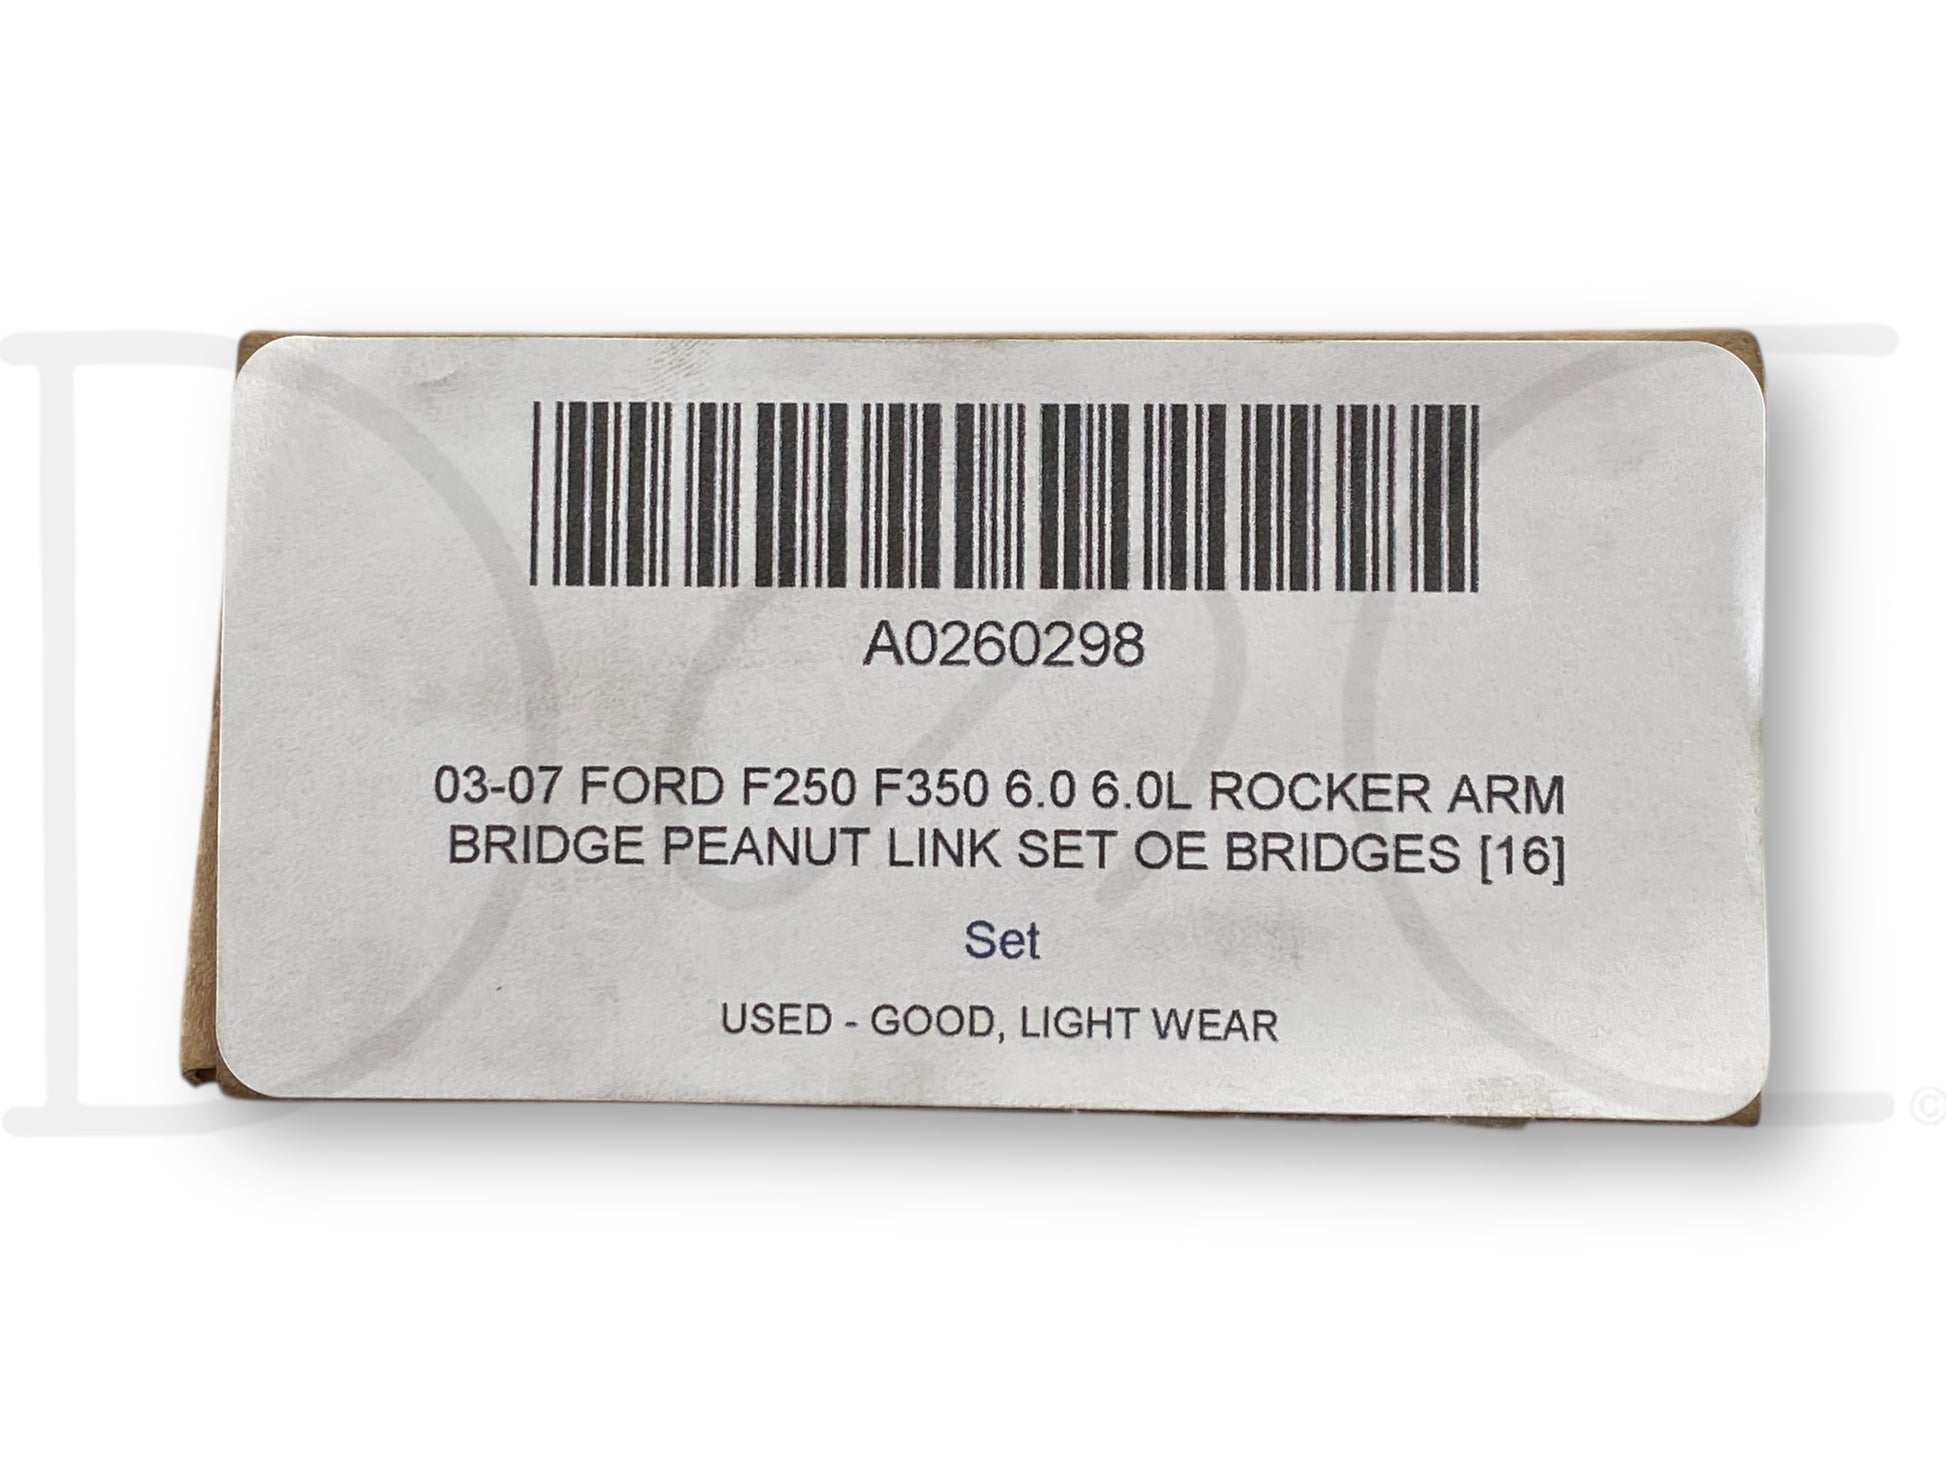 A0260298
03-07 FORD F250 F350 6.0 6.0L ROCKER ARM
BRIDGE PEANUT LINK SET OE BRIDGES [16]
Set
USED - GOOD, LIGHT WEAR
©